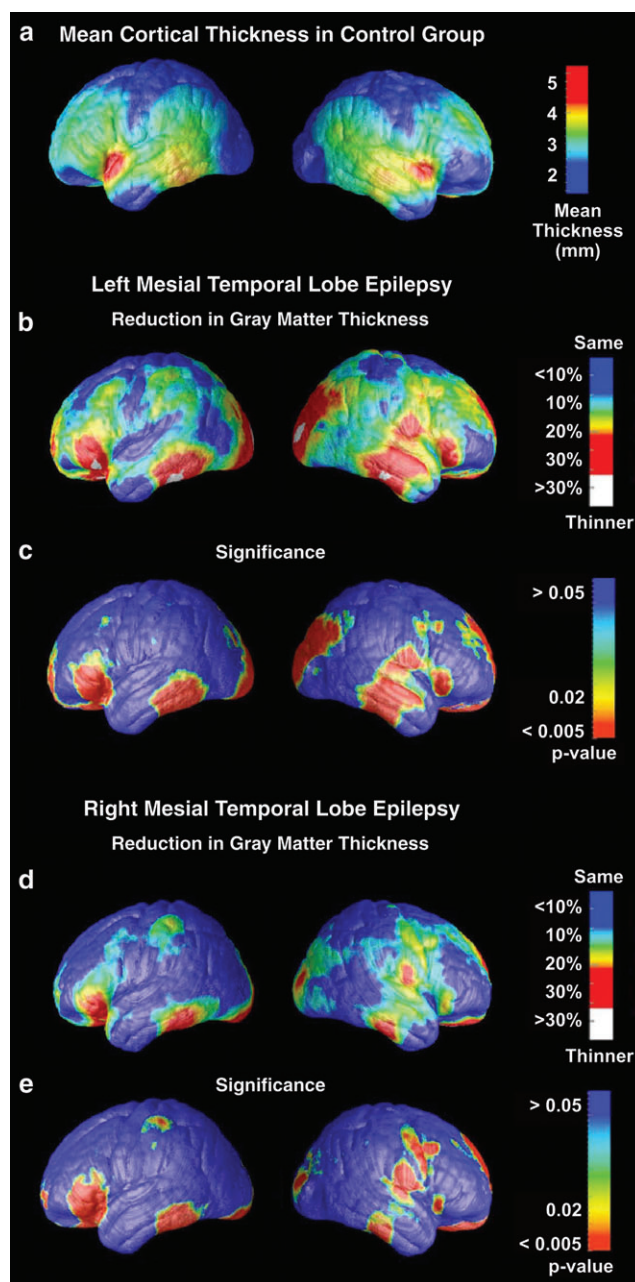 a Mean Cortical Thickness in Control Group
5
4
3
2
Mean
Thickness
(mm)
Left Mesial Temporal Lobe Epilepsy
Reduction in Gray Matter Thickness
b
Same
<10%
10%
20%
30%
>30%
Thinner
c Significance
> 0.05
0.02
< 0.005
p-value
Right Mesial Temporal Lobe Epilepsy
Reduction in Gray Matter Thickness
d
Same
<10%
10%
20%
30%
>30%
Thinner
e Significance
> 0.05
0.02
< 0.005
p-value